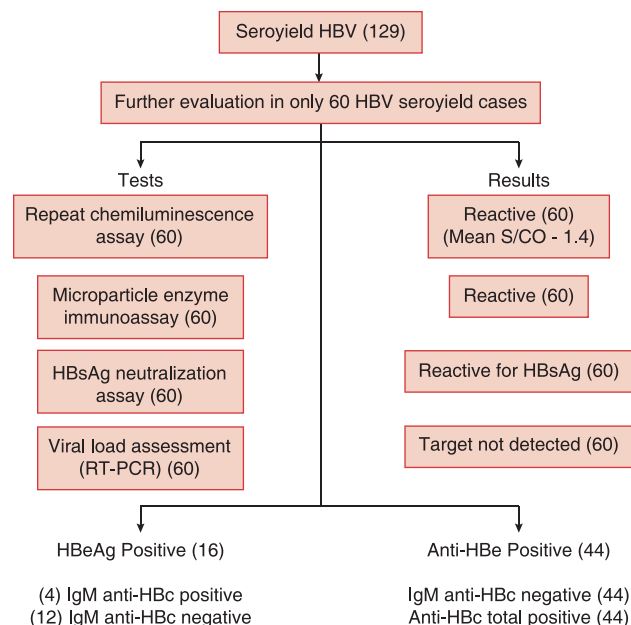 Seroyield HBV (129)
Further evaluation in only 60 HBV seroyield cases
Tests
Results
Repeat chemiluminescence
assay (60)
Reactive (60)
(Mean S/CO - 1.4)
Microparticle enzyme
immunoassay (60)
Reactive (60)
HBsAg neutralization
assay (60)
Reactive for HBsAg (60)
Viral load assessment
(RT-PCR) (60)
Target not detected (60)
HBeAg Positive (16)
Anti-HBe Positive (44)
(4) IgM anti-HBc positive
(12) IgM anti-HBc negative
IgM anti-HBc negative (44)
Anti-HBc total positive (44)